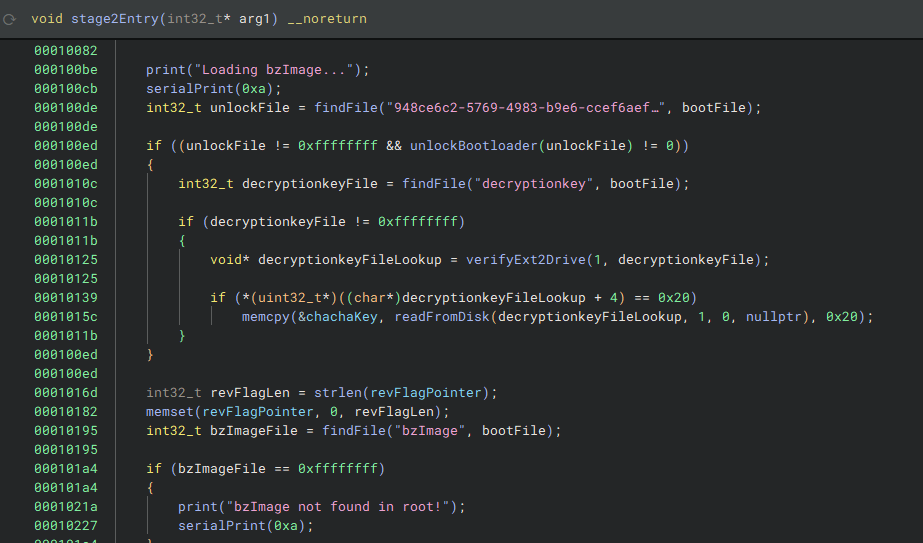 void stage2Entry(int32_t* arg1) __noreturn
00010082
000100be print("Loading bzImage...");
000100cb serialPrint(0xa);
000100de int32_t unlockFile = findFile("948ce6c2-5769-4983-b9e6-ccef6aef…", bootFile);
000100de
000100ed if ((unlockFile != 0xffffffff && unlockBootloader(unlockFile) != 0))
000100ed {
0001010c int32_t decryptionkeyFile = findFile("decryptionkey", bootFile);
0001010c
0001011b if (decryptionkeyFile != 0xffffffff)
0001011b {
00010125 void* decryptionkeyFileLookup = verifyExt2Drive(1, decryptionkeyFile);
00010125
00010139 if (*(uint32_t*)((char*)decryptionkeyFileLookup + 4) == 0x20)
0001015c memcpy(&chachaKey, readFromDisk(decryptionkeyFileLookup, 1, 0, nullptr), 0x20);
0001011b }
000100ed }
000100ed
0001016d int32_t revFlagLen = strlen(revFlagPointer);
00010182 memset(revFlagPointer, 0, revFlagLen);
00010195 int32_t bzImageFile = findFile("bzImage", bootFile);
00010195
000101a4 if (bzImageFile == 0xffffffff)
000101a4 {
0001021a print("bzImage not found in root!");
00010227 serialPrint(0xa);
000101a4 }